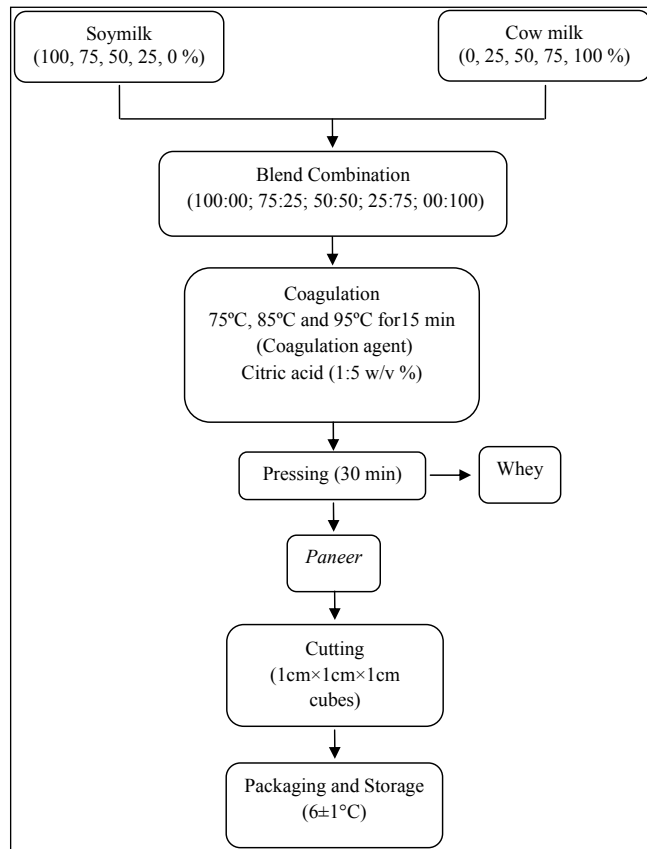 Soymilk
(100, 75, 50, 25, 0 %)
Cow milk
(0, 25, 50, 75, 100 %)
Blend Combination
(100:00; 75:25; 50:50; 25:75; 00:100)
Coagulation
75ºC, 85ºC and 95ºC for15 min
(Coagulation agent)
Citric acid (1:5 w/v %)
Pressing (30 min)
Whey
Paneer
Cutting
(1cm×1cm×1cm
cubes)
Packaging and Storage
(6±1°C)